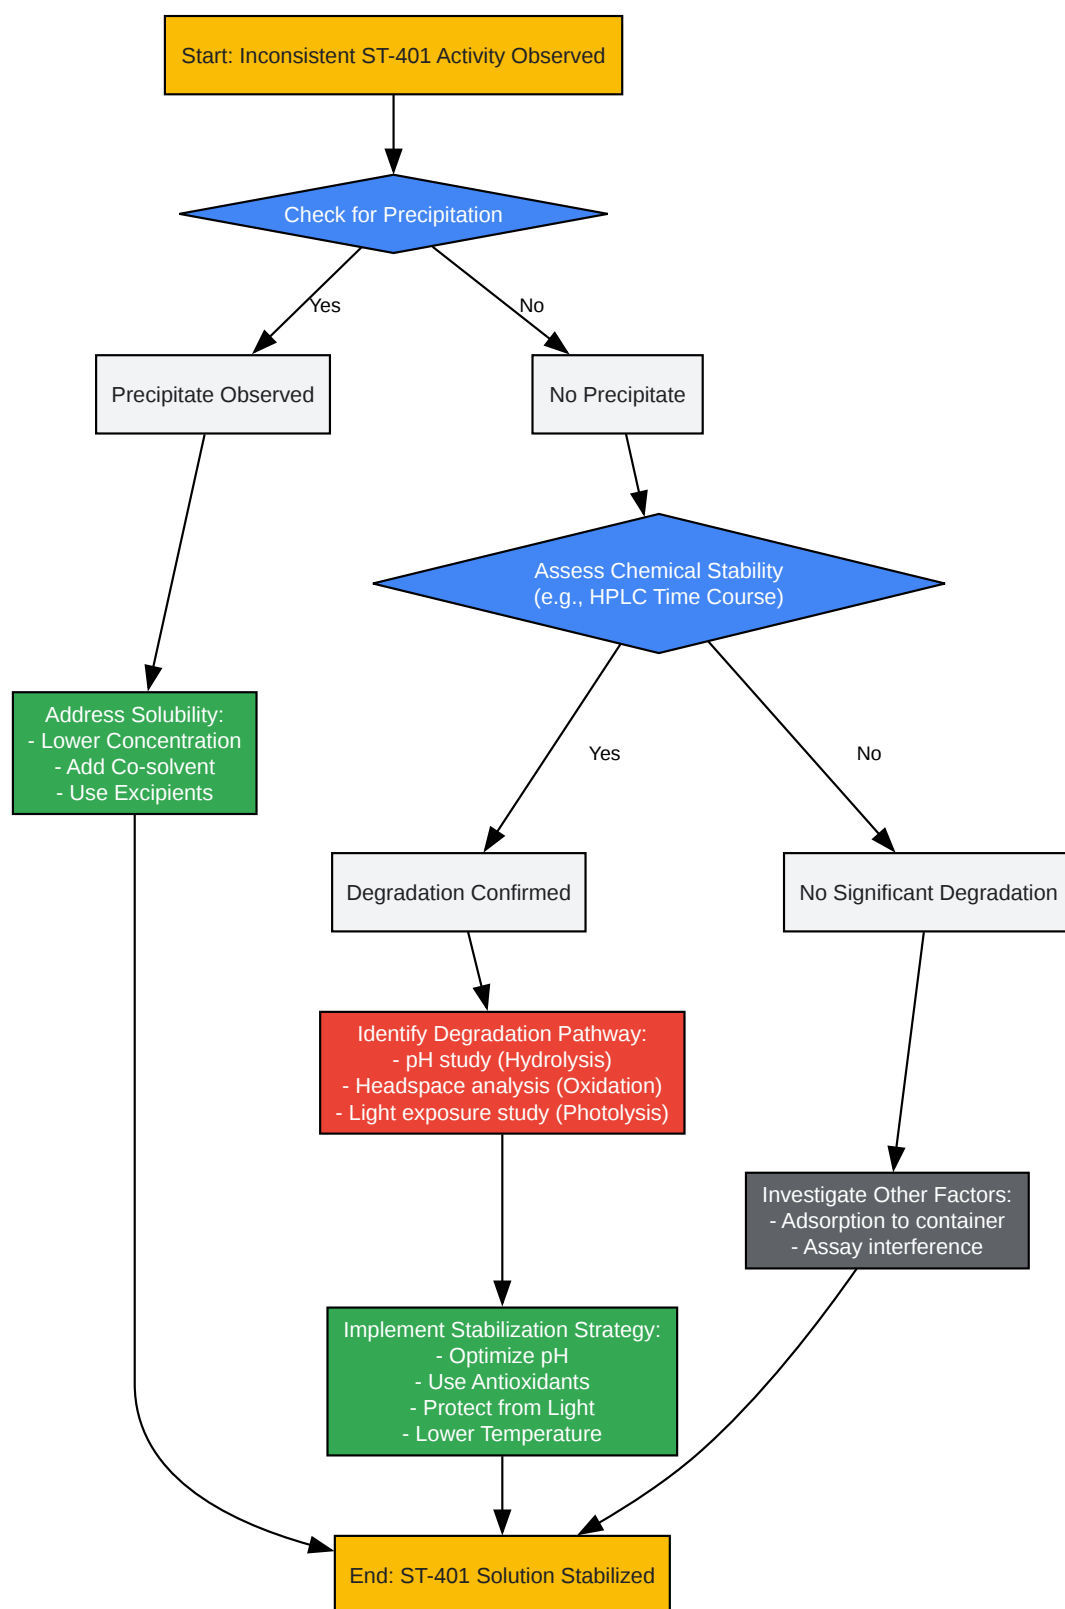 Start: Inconsistent ST-401 Activity Observed
Check for Precipitation
Yes
No
Precipitate Observed
No Precipitate
Assess Chemical Stability
(e.g., HPLC Time Course)
Address Solubility:
- Lower Concentration
- Add Co-solvent
- Use Excipients
Yes
No
Degradation Confirmed
No Significant Degradation
Identify Degradation Pathway:
- pH study (Hydrolysis)
- Headspace analysis (Oxidation)
- Light exposure study (Photolysis)
Investigate Other Factors:
- Adsorption to container
- Assay interference
Implement Stabilization Strategy:
- Optimize pH
- Use Antioxidants
- Protect from Light
- Lower Temperature
End: ST-401 Solution Stabilized